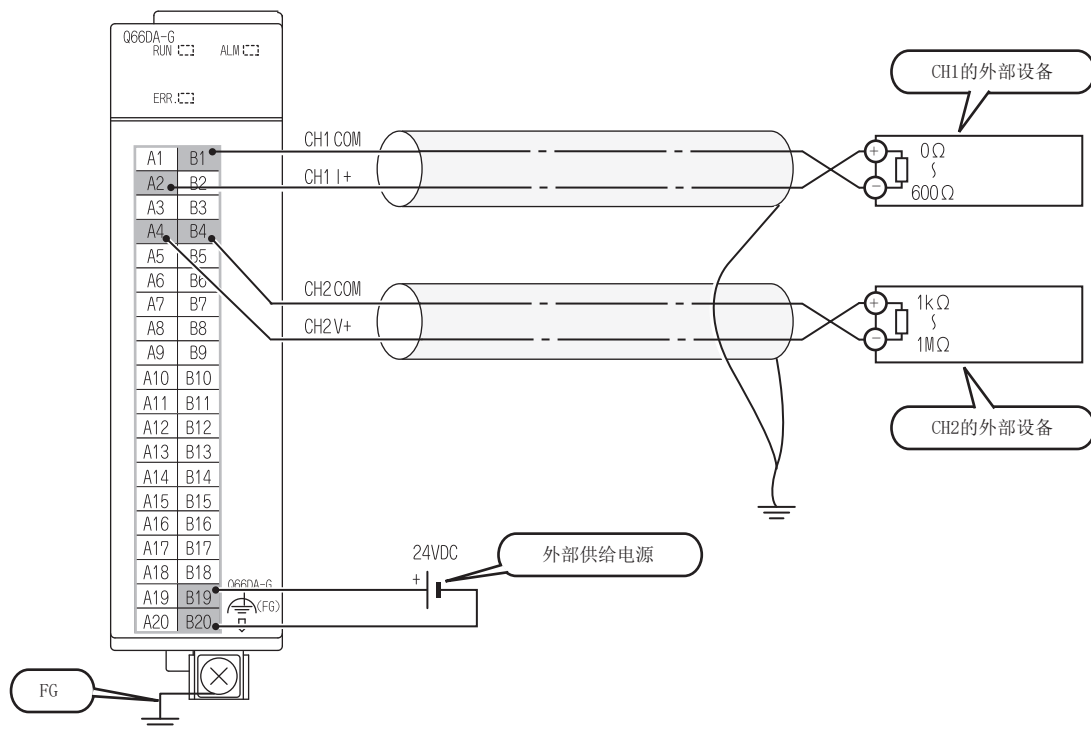 Q66DA-G
RUN ALM
ERR.
CH1的外部设备
A1 B1
A2 B2
A3 B3
A4 B4
A5 B5
A6 B6
A7 B7
A8 B8
A9 B9
A10 B10
A11 B11
A12 B12
A13 B13
A14 B14
A15 B15
A16 B16
A17 B17
A18 B18
A19 B19
A20 B20
CH1 COM
CH1 I+
+
0Ω
~
600Ω
−
CH2 COM
CH2 V+
+
1kΩ
~
1MΩ
−
CH2的外部设备
24VDC
+
外部供给电源
Q66DA-G
(FG)
FG